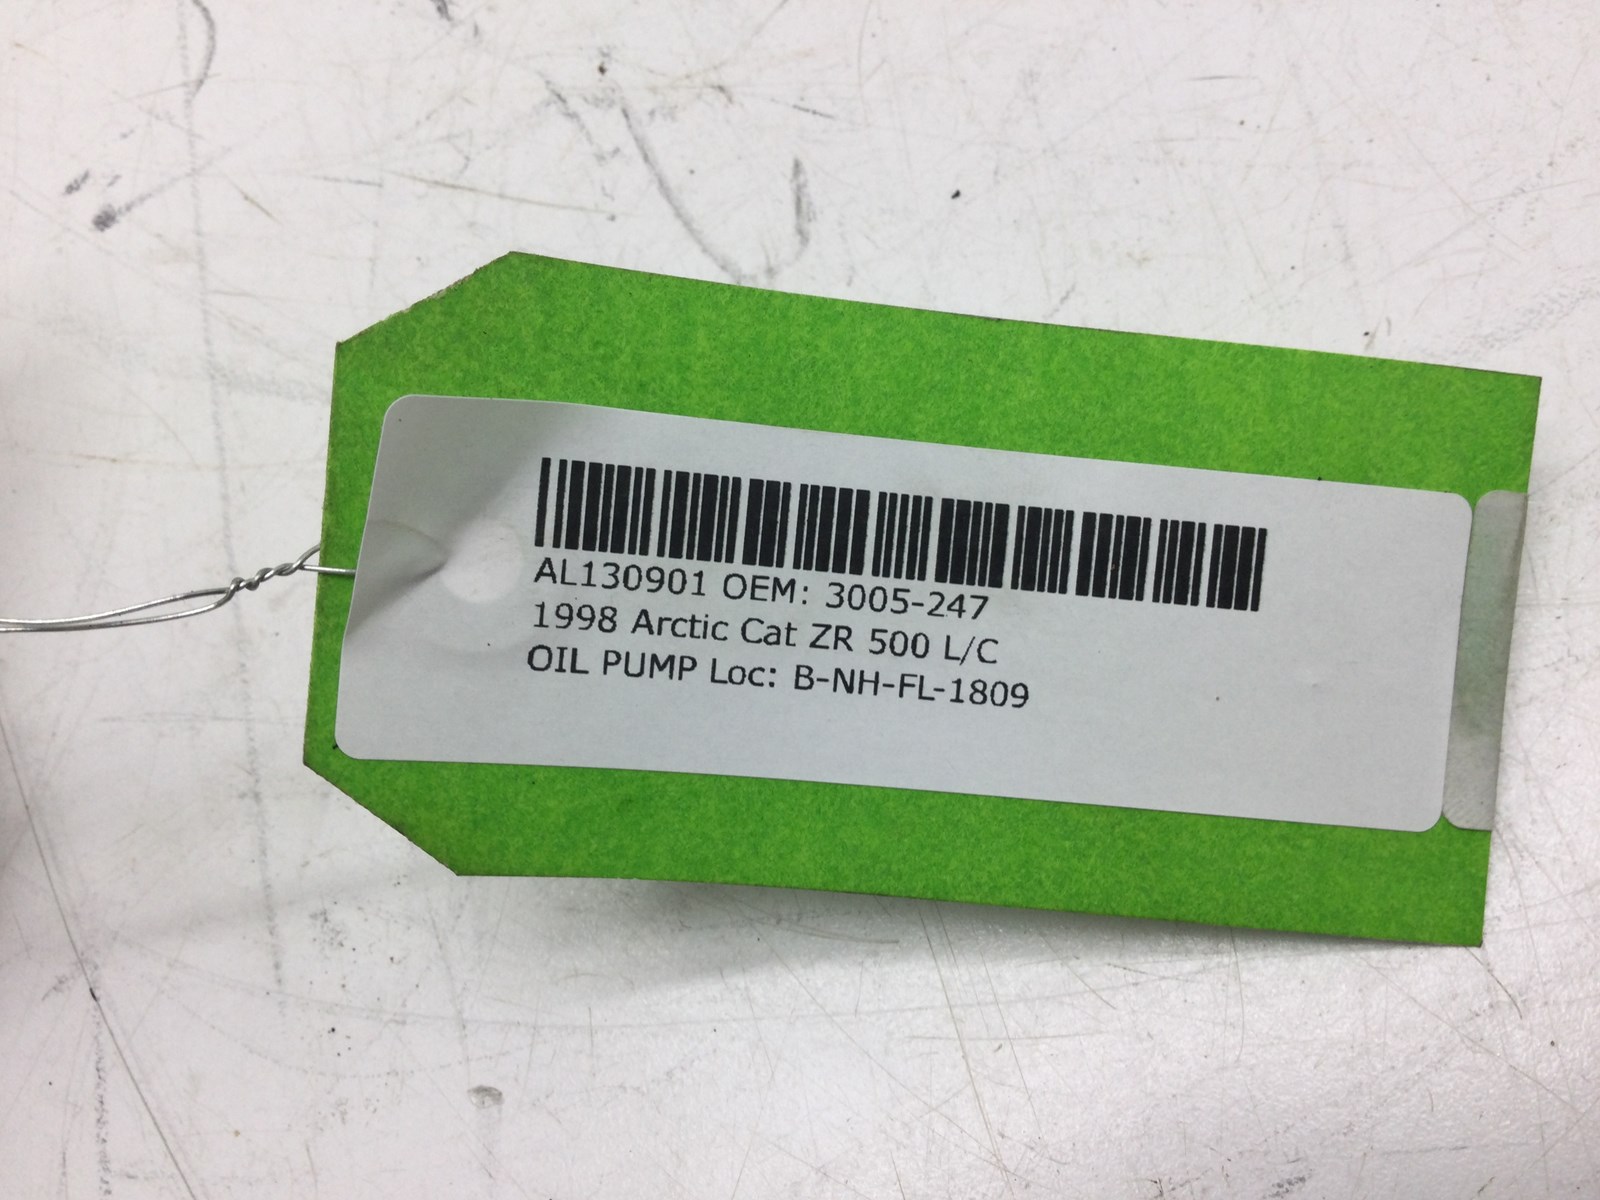 AL130901 OEM: 3005-247
1998 Arctic Cat ZR 500 L/C
OIL PUMP Loc: B-NH-FL-1809